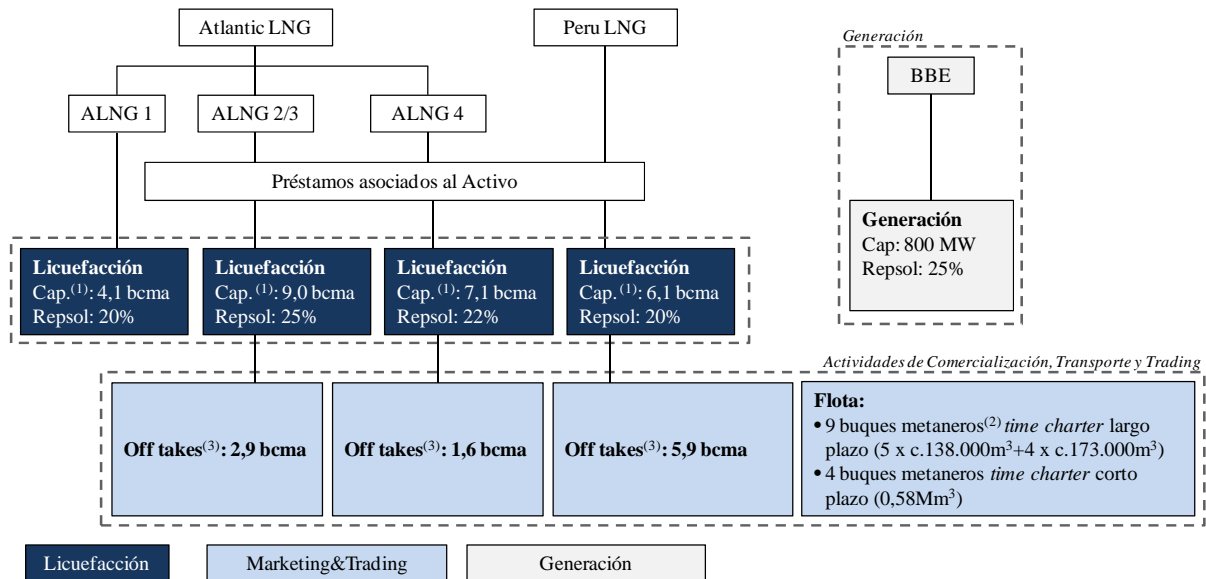 Atlantic LNG
Peru LNG
Generación
BBE
ALNG 1
ALNG 2/3
ALNG 4
Préstamos asociados al Activo
Generación
Cap: 800 MW
Repsol: 25%
Licuefacción
Cap.(1): 4,1 bcma
Repsol: 20%
Licuefacción
Cap.(1): 9,0 bcma
Repsol: 25%
Licuefacción
Cap.(1): 7,1 bcma
Repsol: 22%
Licuefacción
Cap.(1): 6,1 bcma
Repsol: 20%
Actividades de Comercialización, Transporte y Trading
Off takes(3): 2,9 bcma
Off takes(3): 1,6 bcma
Off takes(3): 5,9 bcma
Flota:
• 9 buques metaneros(2) time charter largo
plazo (5 x c.138.000m3+4 x c.173.000m3)
• 4 buques metaneros time charter corto
plazo (0,58Mm3)
Licuefacción
Marketing&Trading
Generación